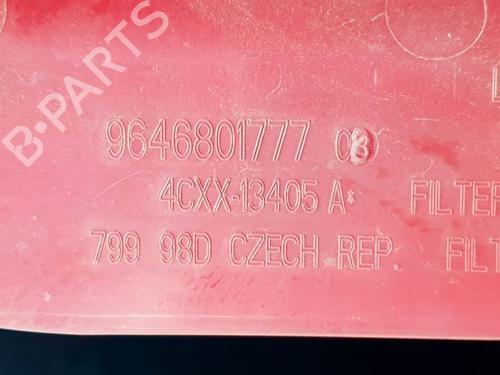 B-PARTS
9646801777 03
4CXX-13405 A* FILTER
799 98D CZECH REP. FILT